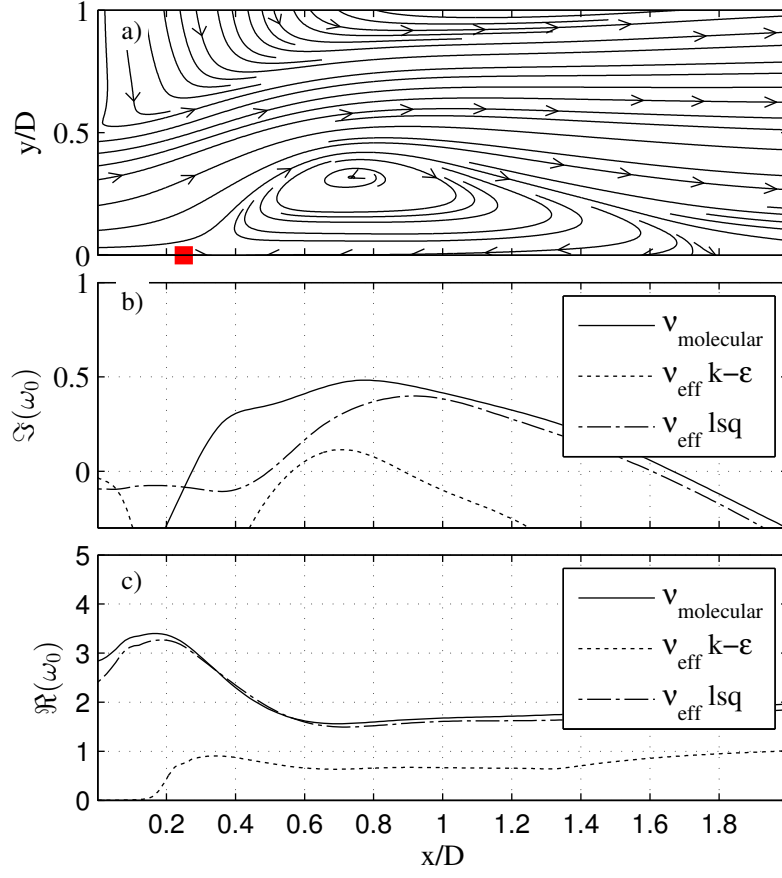 a)
1
0.5
0
y/D
b)
1
0.5
0
ℑ(ω₀)
ν_molecular
ν_eff k−ε
ν_eff lsq
c)
5
4
3
2
1
0
ℜ(ω₀)
ν_molecular
ν_eff k−ε
ν_eff lsq
0.2 0.4 0.6 0.8 1 1.2 1.4 1.6 1.8
x/D